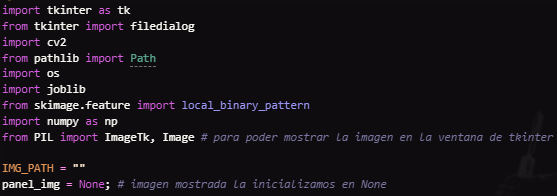 import tkinter as tk
from tkinter import filedialog
import cv2
from pathlib import Path
import os
import joblib
from skimage.feature import local_binary_pattern
import numpy as np
from PIL import ImageTk, Image # para poder mostrar la imagen en la ventana de tkinter
IMG_PATH = ""
panel_img = None; # imagen mostrada la inicializamos en None